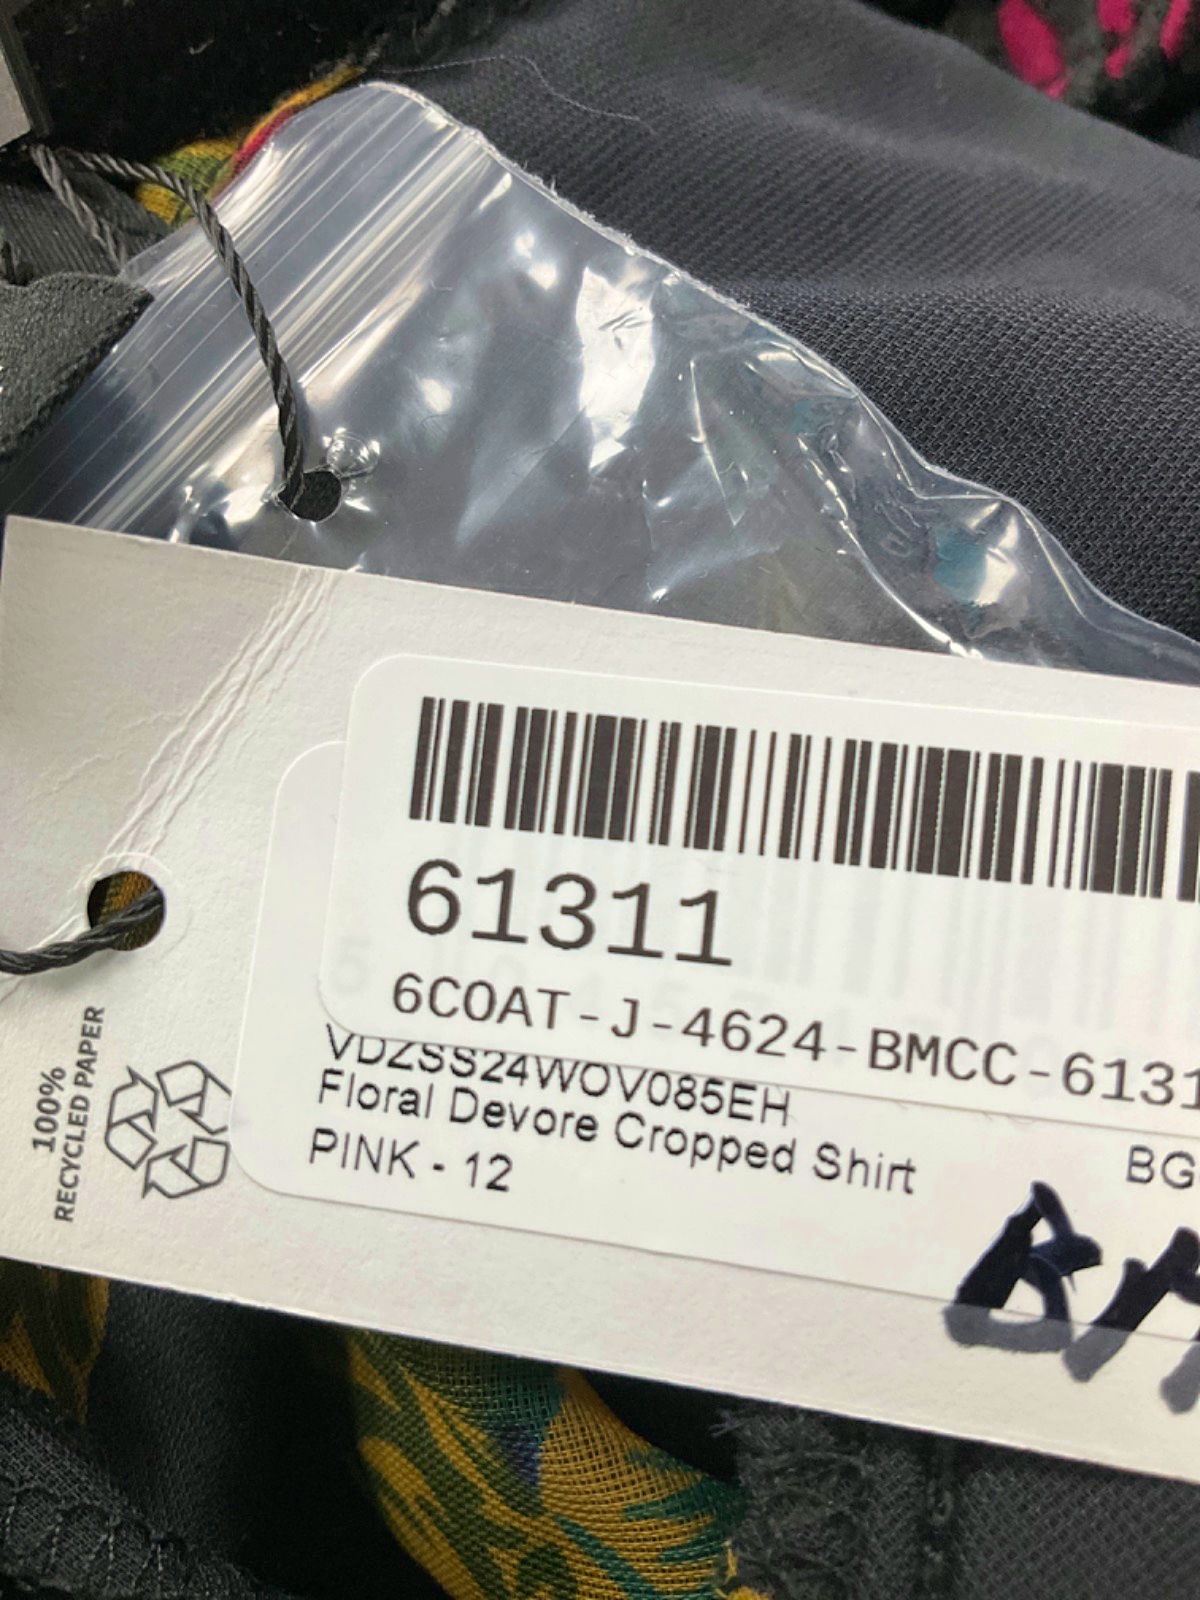 61311
6COAT-J-4624-BMCC-6131
VDZSS24WOV085EH
Floral Devore Cropped Shirt
BG
PINK - 12
100%
RECYCLED PAPER